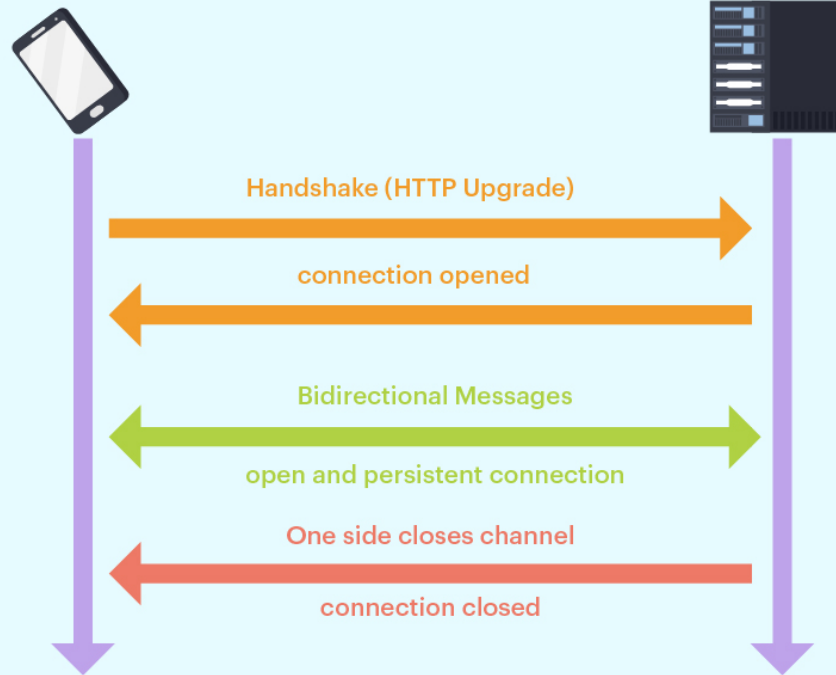 Handshake (HTTP Upgrade)
connection opened
Bidirectional Messages
open and persistent connection
One side closes channel
connection closed